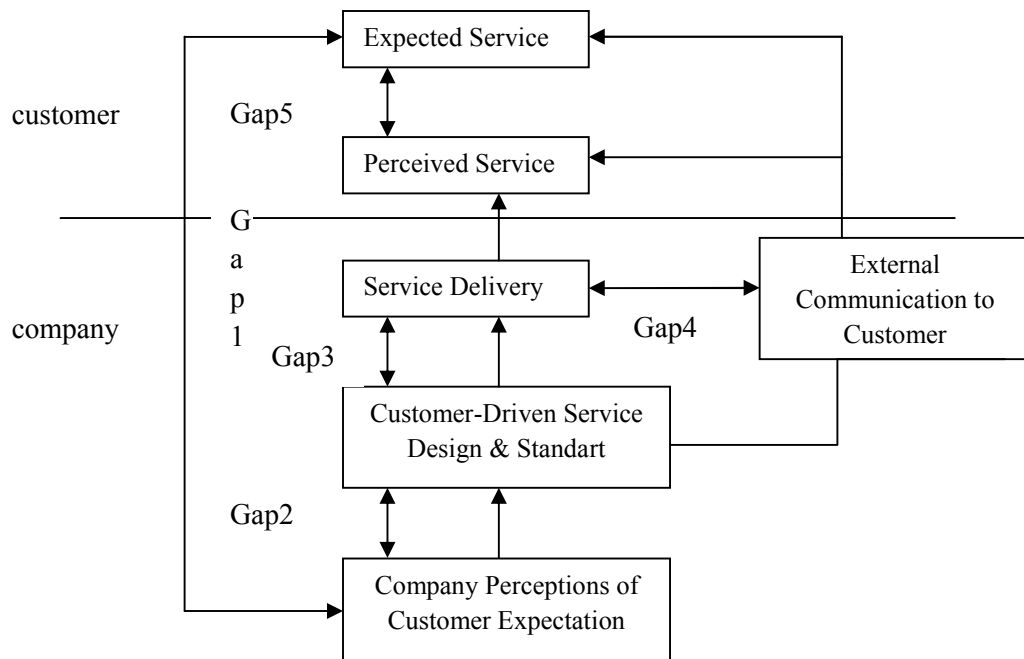 Expected Service
customer
Gap5
Perceived Service
G
a
p
1
Service Delivery
External
Communication to
Customer
company
Gap4
Gap3
Customer-Driven Service
Design & Standart
Gap2
Company Perceptions of
Customer Expectation